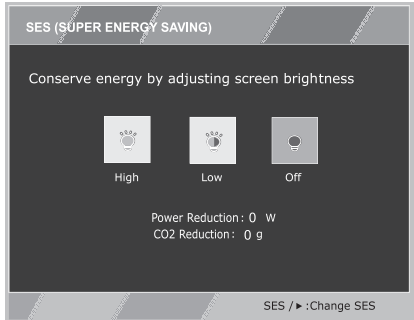 SES (SUPER ENERGY SAVING)
Conserve energy by adjusting screen brightness
High Low Off
Power Reduction : 0 W
CO2 Reduction : 0 g
SES / ▶ :Change SES